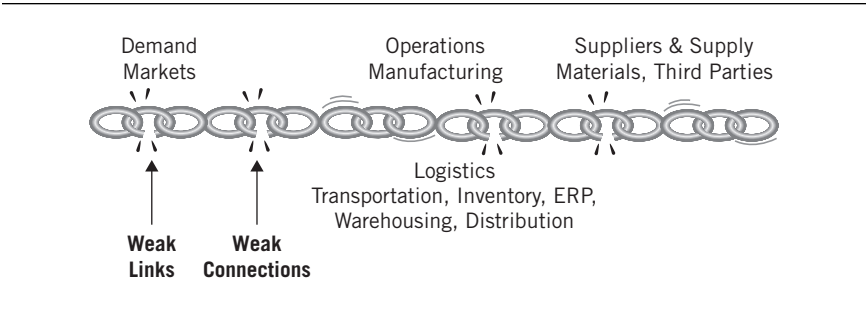 Demand
Markets
Operations
Manufacturing
Suppliers & Supply
Materials, Third Parties
Logistics
Transportation, Inventory, ERP,
Warehousing, Distribution
Weak
Links
Weak
Connections